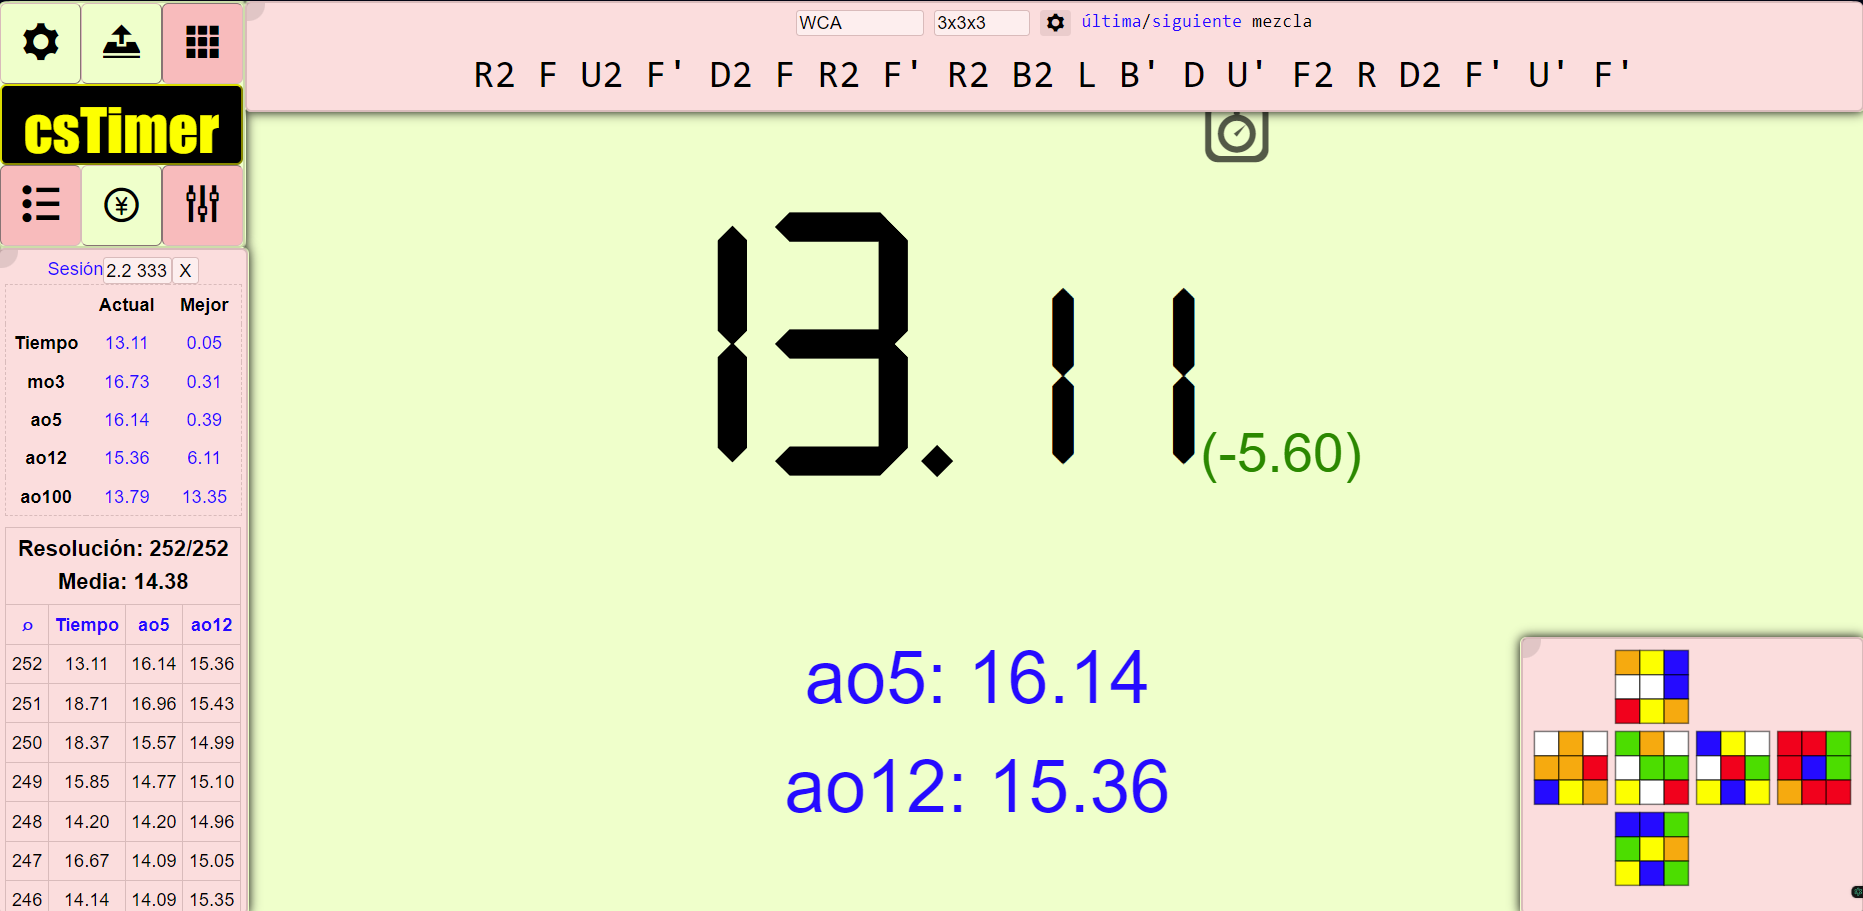 WCA 3x3x3 última/siguiente mezcla
R2 F U2 F' D2 F R2 F' R2 B2 L B' D U' F2 R D2 F' U' F'
csTimer
¥
Sesión 2.2 333 X
Actual Mejor
Tiempo 13.11 0.05
mo3 16.73 0.31
ao5 16.14 0.39
ao12 15.36 6.11
ao100 13.79 13.35
Resolución: 252/252
Media: 14.38
Tiempo ao5 ao12
252 13.11 16.14 15.36
251 18.71 16.96 15.43
250 18.37 15.57 14.99
249 15.85 14.77 15.10
248 14.20 14.20 14.96
247 16.67 14.09 15.05
246 14.14 14.09 15.35
13.11 (-5.60)
ao5: 16.14
ao12: 15.36